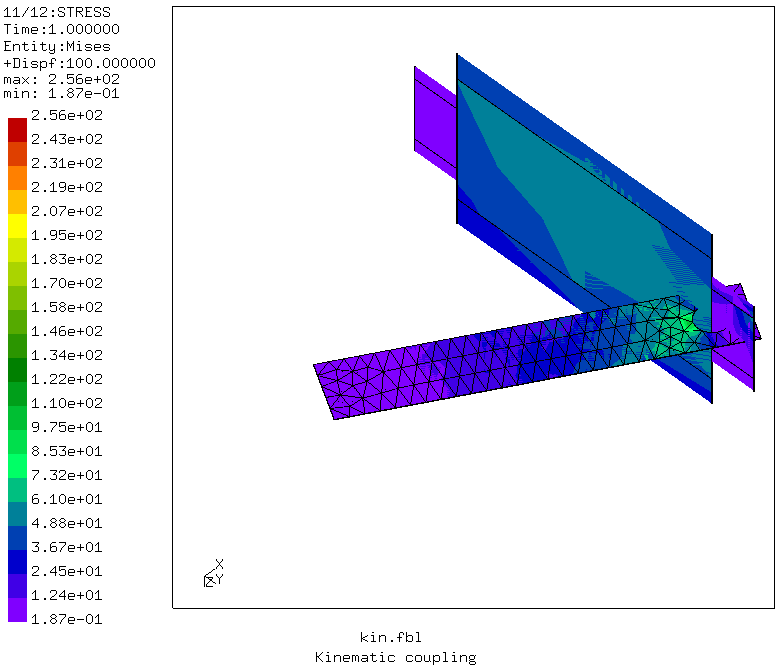 11/12:STRESS
Time:1.000000
Entity:Mises
+Dispf:100.000000
max: 2.56e+02
min: 1.87e-01
2.56e+02
2.43e+02
2.31e+02
2.19e+02
2.07e+02
1.95e+02
1.83e+02
1.70e+02
1.58e+02
1.46e+02
1.34e+02
1.22e+02
1.10e+02
9.75e+01
8.53e+01
7.32e+01
6.10e+01
4.88e+01
3.67e+01
2.45e+01
1.24e+01
1.87e-01
X
Y
Z
kin.fbl
Kinematic coupling